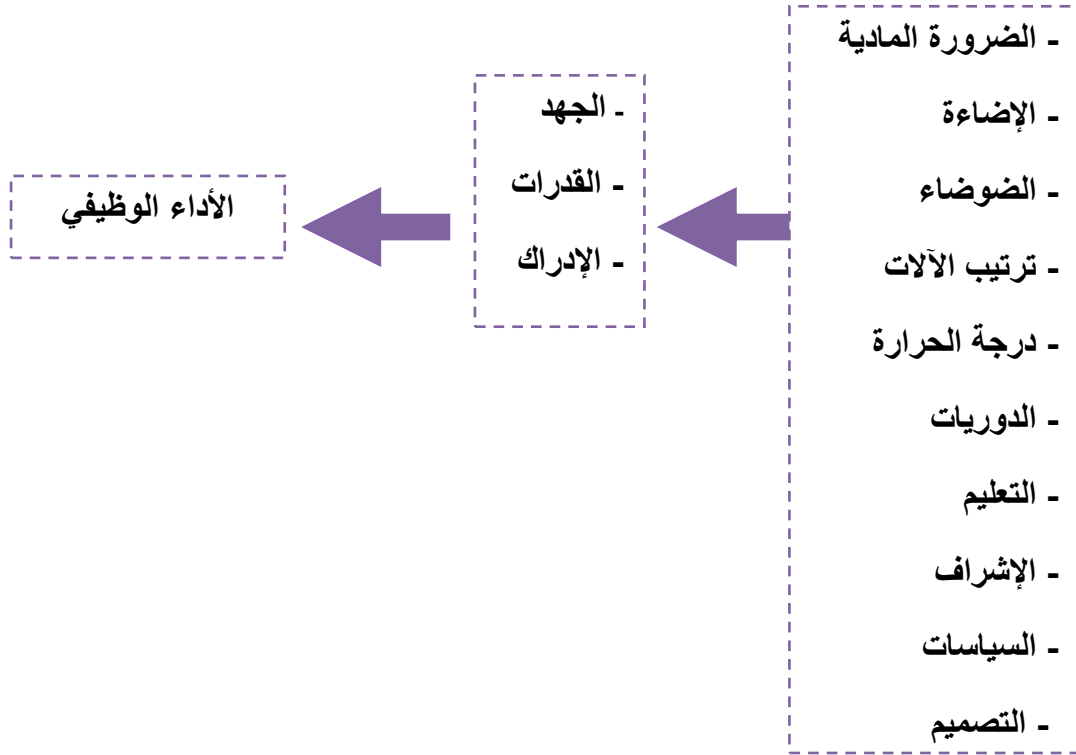 - الضرورة المادية
- الإضاءة
- الضوضاء
- ترتيب الآلات
- درجة الحرارة
- الدوريات
- التعليم
- الإشراف
- السياسات
- التصميم
- الجهد
- القدرات
- الإدراك
الأداء الوظيفي